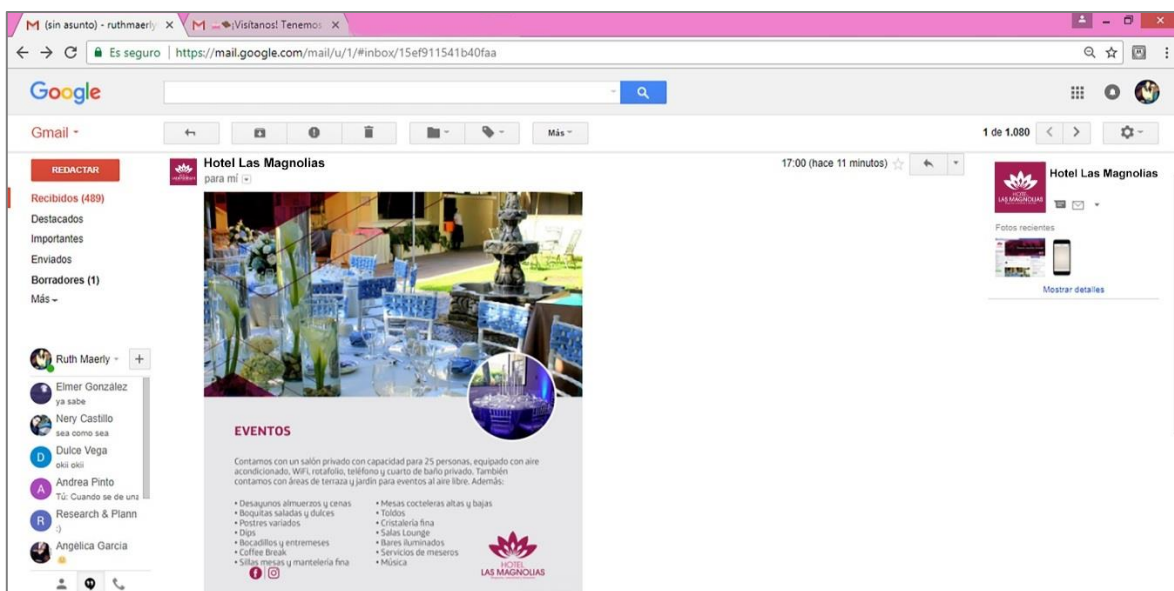 (sin asunto) - ruthmaerly
¡Visítanos! Tenemos
Es seguro https://mail.google.com/mail/u/1/#inbox/15ef911541b40faa
Google
Gmail
Más
1 de 1.080
REDACTAR
Recibidos (489)
Destacados
Importantes
Enviados
Borradores (1)
Más
Ruth Maerly
Elmer González
ya sabe
Nery Castillo
sea como sea
D
Dulce Vega
okii okii
A
Andrea Pinto
Tú: Cuando se de una
R
Research & Plann
:)
Angélica García
Hotel Las Magnolias
para mí
17:00 (hace 11 minutos)
EVENTOS
Contamos con un salón privado con capacidad para 25 personas, equipado con aire
acondicionado, WiFi, rotafolio, teléfono y cuarto de baño privado. También
contamos con áreas de terraza y jardín para eventos al aire libre. Además:
• Desayunos almuerzos y cenas
• Boquitas saladas y dulces
• Postres variados
• Dips
• Bocadillos y entremeses
• Coffee Break
• Sillas mesas y mantelería fina
• Mesas cocteleras altas y bajas
• Toldos
• Cristalería fina
• Salas Lounge
• Bares iluminados
• Servicios de meseros
• Música
HOTEL
LAS MAGNOLIAS
HOTEL
LAS MAGNOLIAS
Hotel Las Magnolias
Fotos recientes
Mostrar detalles